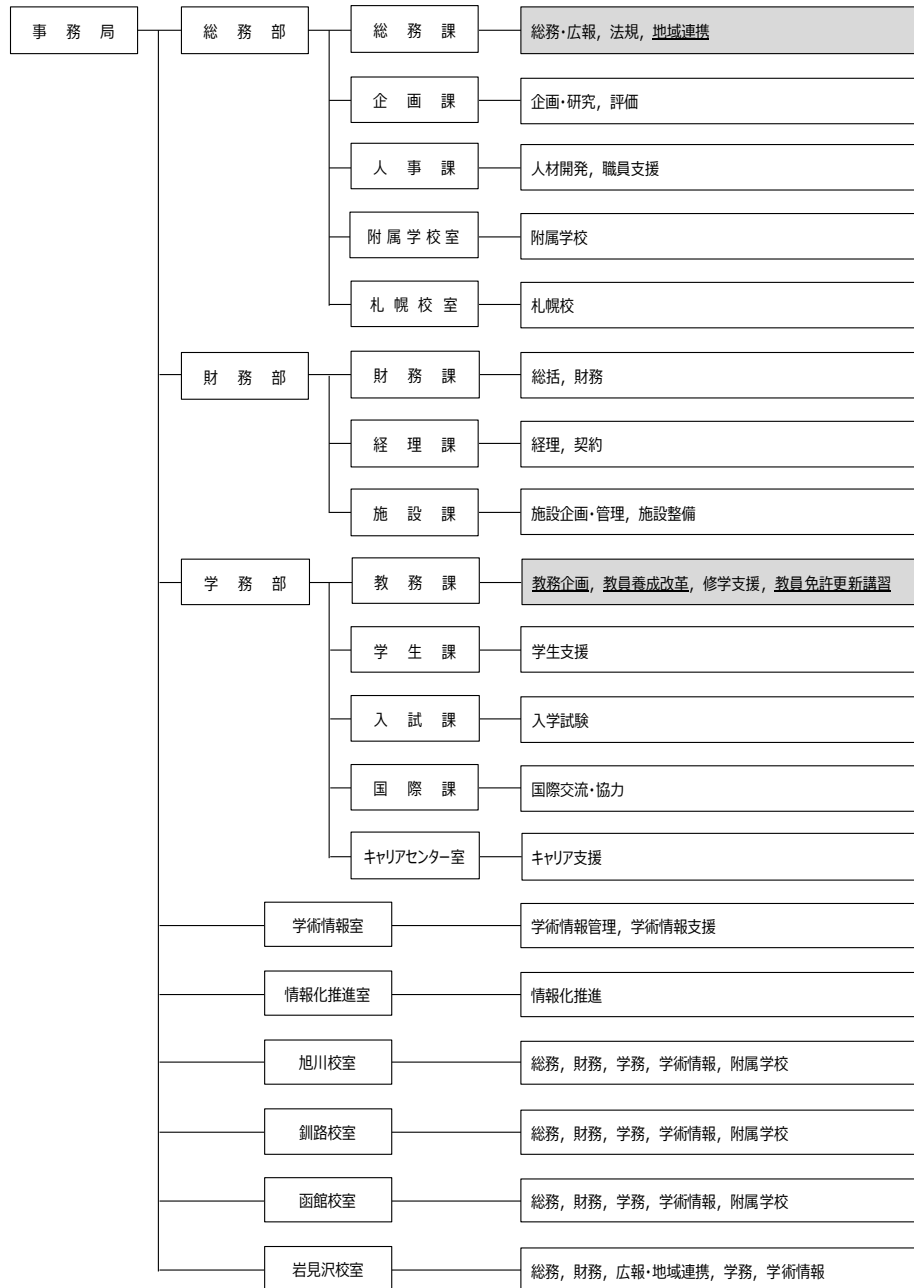 事務局 総務部 総務課 総務・広報, 法規, 地域連携
企画課 企画・研究, 評価
人事課 人材開発, 職員支援
附属学校室 附属学校
札幌校室 札幌校
財務部 財務課 総括, 財務
経理課 経理, 契約
施設課 施設企画・管理, 施設整備
学務部 教務課 教務企画, 教員養成改革, 修学支援, 教員免許更新講習
学生課 学生支援
入試課 入学試験
国際課 国際交流・協力
キャリアセンター室 キャリア支援
学術情報室 学術情報管理, 学術情報支援
情報化推進室 情報化推進
旭川校室 総務, 財務, 学務, 学術情報, 附属学校
釧路校室 総務, 財務, 学務, 学術情報, 附属学校
函館校室 総務, 財務, 学務, 学術情報, 附属学校
岩見沢校室 総務, 財務, 広報・地域連携, 学務, 学術情報